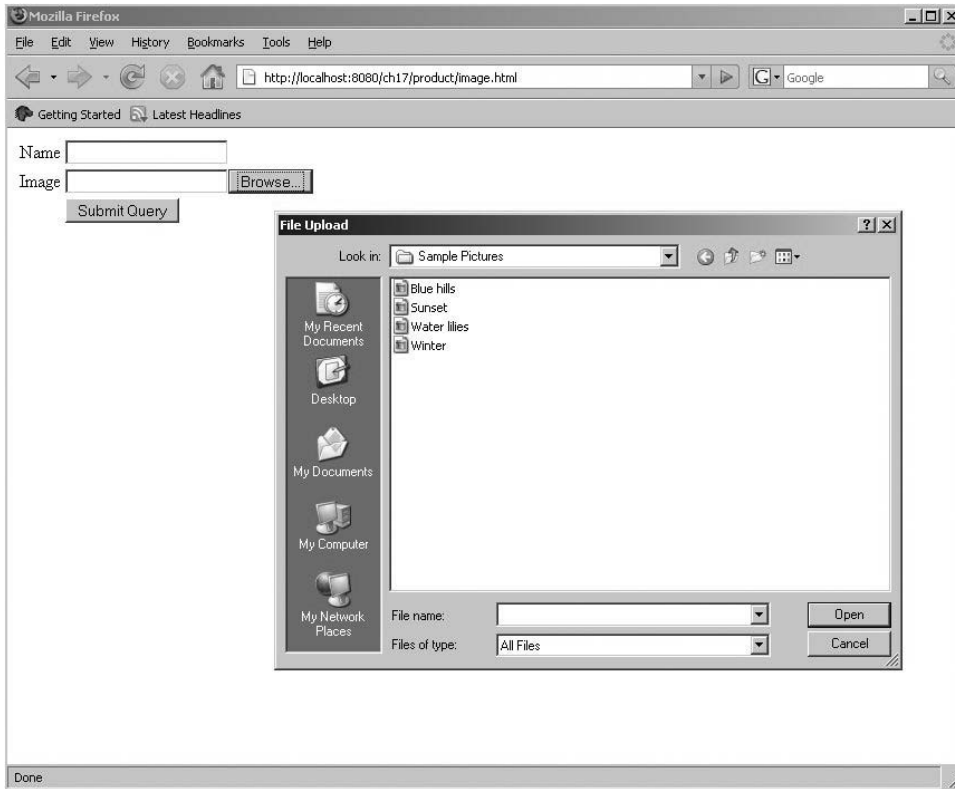 Mozilla Firefox
File Edit View History Bookmarks Tools Help
http://localhost:8080/ch17/product/image.html
G Google
Getting Started Latest Headlines
Name
Image Browse...
Submit Query
File Upload
Look in: Sample Pictures
My Recent Documents
Desktop
My Documents
My Computer
My Network Places
Blue hills
Sunset
Water lilies
Winter
File name: Open
Files of type: All Files Cancel
Done